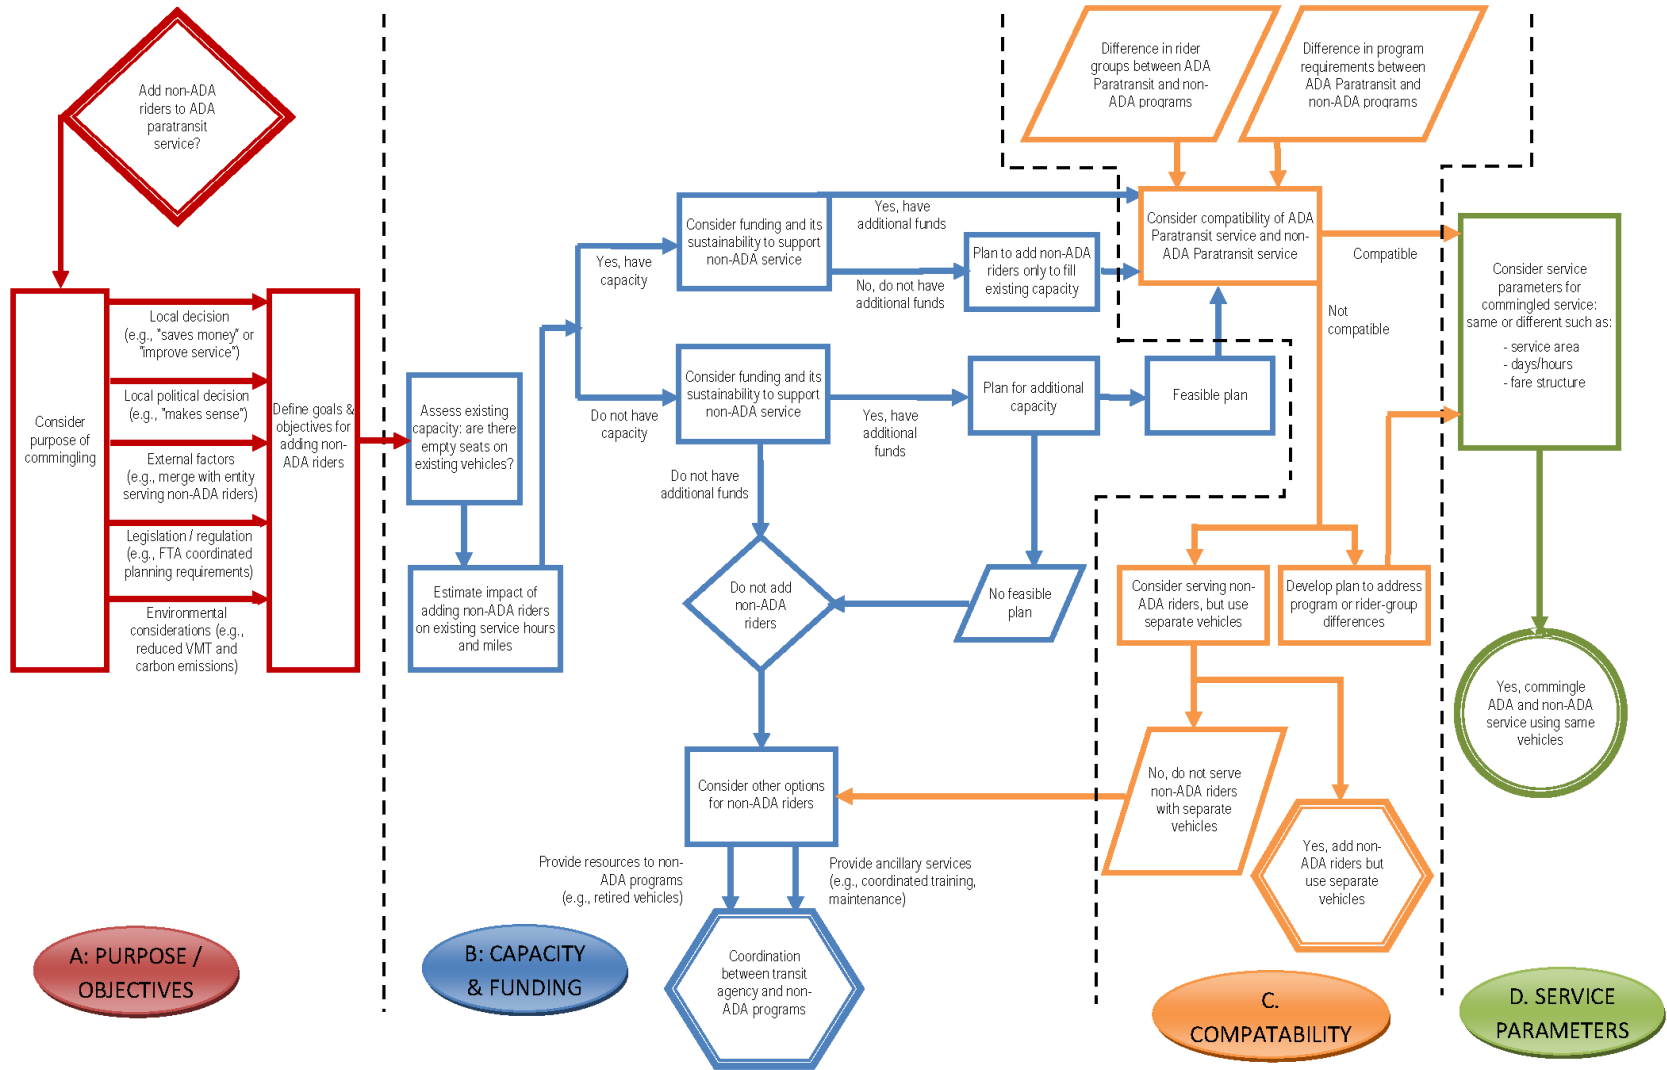 Add non-ADA
riders to ADA
paratransit
service?
Consider
purpose of
commingling
Local decision
(e.g., "saves money" or
"improve service")
Local political decision
(e.g., "makes sense")
External factors
(e.g., merge with entity
serving non-ADA riders)
Legislation / regulation
(e.g., FTA coordinated
planning requirements)
Environmental
considerations (e.g.,
reduced VMT and
carbon emissions)
Define goals &
objectives for
adding non-
ADA riders
A: PURPOSE /
OBJECTIVES
Assess existing
capacity: are there
empty seats on
existing vehicles?
Estimate impact of
adding non-ADA riders
on existing service hours
and miles
Yes, have
capacity
Do not have
capacity
Consider funding and its
sustainability to support
non-ADA service
Yes, have
additional funds
No, do not have
additional funds
Plan to add non-ADA
riders only to fill
existing capacity
Consider funding and its
sustainability to support
non-ADA service
Yes, have
additional
funds
Do not have
additional funds
Plan for additional
capacity
Feasible plan
No feasible
plan
Do not add
non-ADA
riders
Consider other options
for non-ADA riders
Provide resources to non-
ADA programs
(e.g., retired vehicles)
Provide ancillary services
(e.g., coordinated training,
maintenance)
Coordination
between transit
agency and non-
ADA programs
B: CAPACITY
& FUNDING
Difference in rider
groups between ADA
Paratransit and non-
ADA programs
Difference in program
requirements between
ADA Paratransit and
non-ADA programs
Consider compatibility of ADA
Paratransit service and non-
ADA Paratransit service
Compatible
Not
compatible
Consider serving non-
ADA riders, but use
separate vehicles
Develop plan to address
program or rider-group
differences
No, do not serve
non-ADA riders
with separate
vehicles
Yes, add non-
ADA riders but
use separate
vehicles
C.
COMPATABILITY
Consider service
parameters for
commingled service:
same or different such as:
- service area
- days/hours
- fare structure
Yes, commingle
ADA and non-ADA
service using same
vehicles
D. SERVICE
PARAMETERS